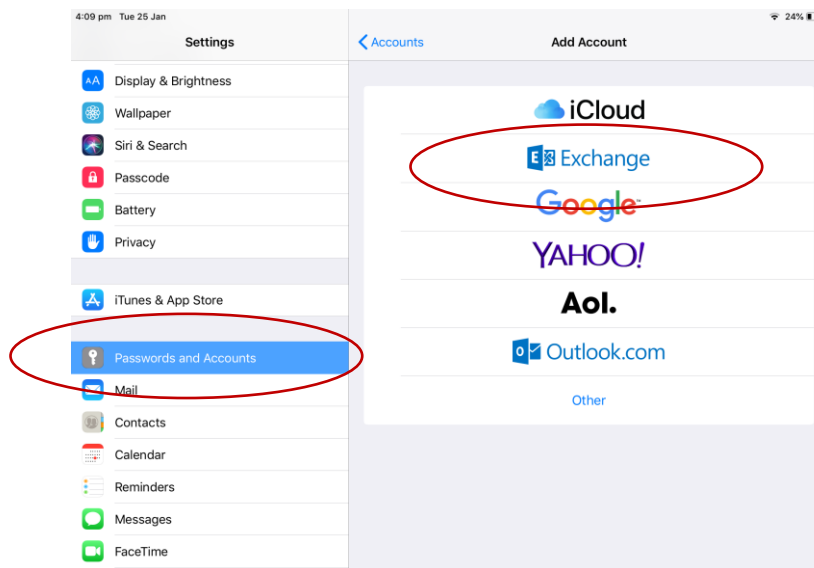 4:09 pm Tue 25 Jan
24%
Settings
Accounts
Add Account
AA Display & Brightness
Wallpaper
Siri & Search
Passcode
Battery
Privacy
iTunes & App Store
Passwords and Accounts
Mail
Contacts
Calendar
Reminders
Messages
FaceTime
iCloud
E Exchange
Google™
YAHOO!
Aol.
o Outlook.com
Other